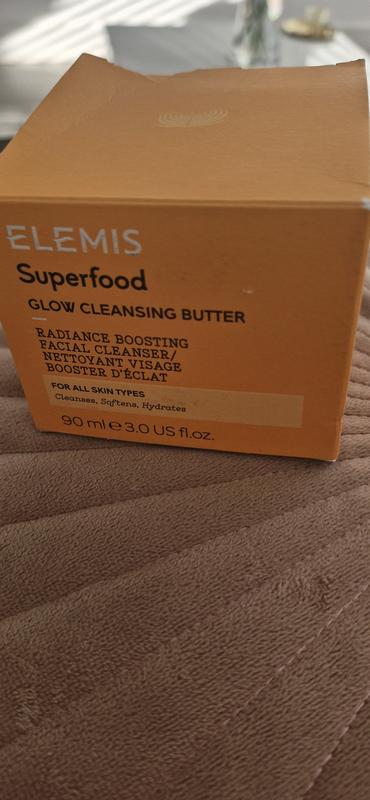 ELEMIS
Superfood
GLOW CLEANSING BUTTER
RADIANCE BOOSTING
FACIAL CLEANSER/
NETTOYANT VISAGE
BOOSTER D'ÉCLAT
FOR ALL SKIN TYPES
Cleanses, Softens, Hydrates
90 ml ℮ 3.0 US fl.oz.